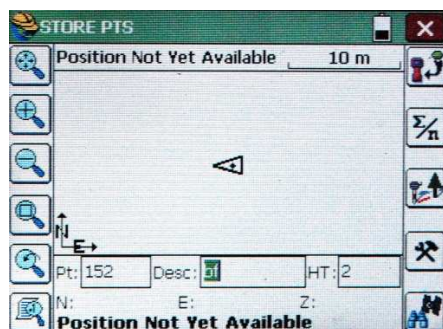 STORE PTS
Position Not Yet Available 10 m
Σ/n
N
E
Pt: 152 Desc: bf HT: 2
N: E: Z:
Position Not Yet Available